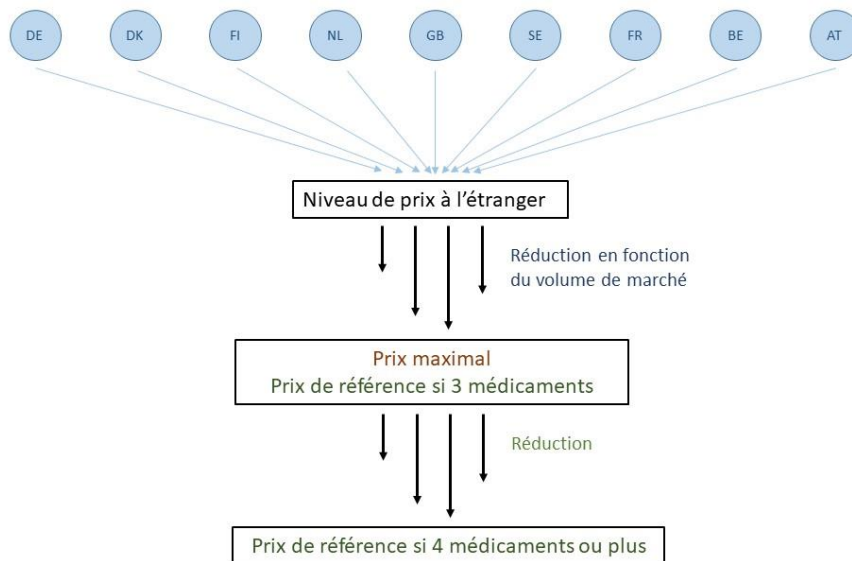 DE DK FI NL GB SE FR BE AT
Niveau de prix à l'étranger
Réduction en fonction
du volume de marché
Prix maximal
Prix de référence si 3 médicaments
Réduction
Prix de référence si 4 médicaments ou plus